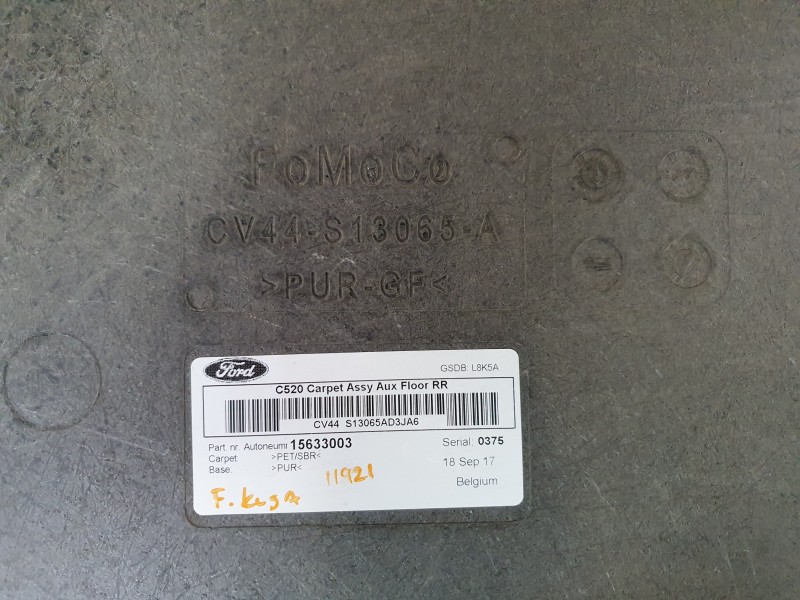 FoMoCo
CV44-S13065-A
>PUR-GF<
Ford
GSDB: L8K5A
C520 Carpet Assy Aux Floor RR
CV44 S13065AD3JA6
Part. nr. Autoneum 15633003
Serial: 0375
Carpet >PET/SBR<
Base: >PUR<
18 Sep 17
Belgium
11921
F. kuga